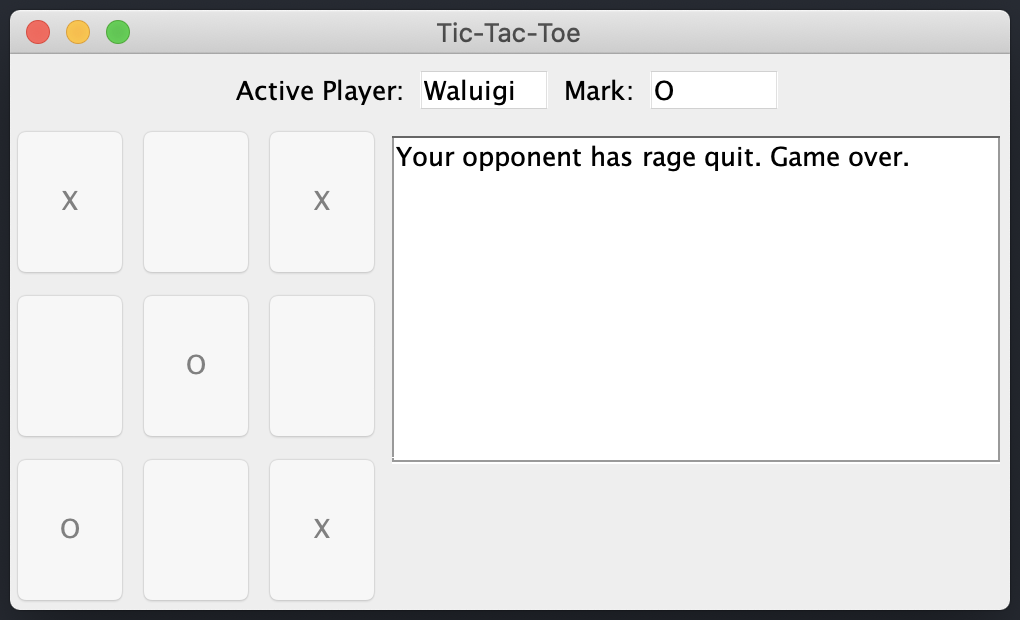 Tic-Tac-Toe
Active Player: Waluigi Mark: O
X X
Your opponent has rage quit. Game over.
O
O X